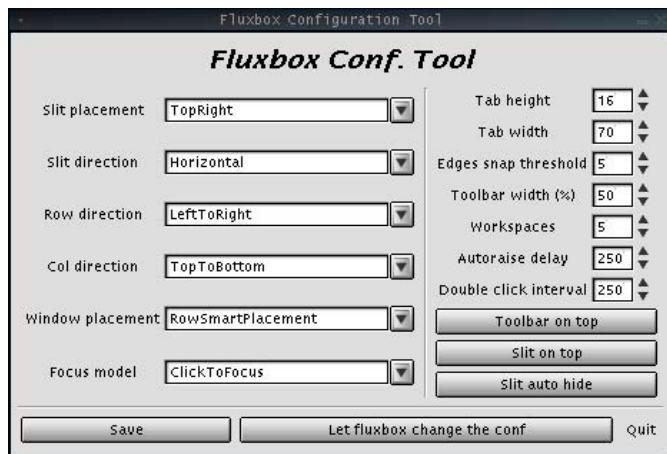 Fluxbox Configuration Tool
Fluxbox Conf. Tool
Slit placement TopRight
Slit direction Horizontal
Row direction LeftToRight
Col direction TopToBottom
Window placement RowSmartPlacement
Focus model ClickToFocus
Tab height 16
Tab width 70
Edges snap threshold 5
Toolbar width (%) 50
Workspaces 5
Autoraise delay 250
Double click interval 250
Toolbar on top
Slit on top
Slit auto hide
Save Let fluxbox change the conf Quit